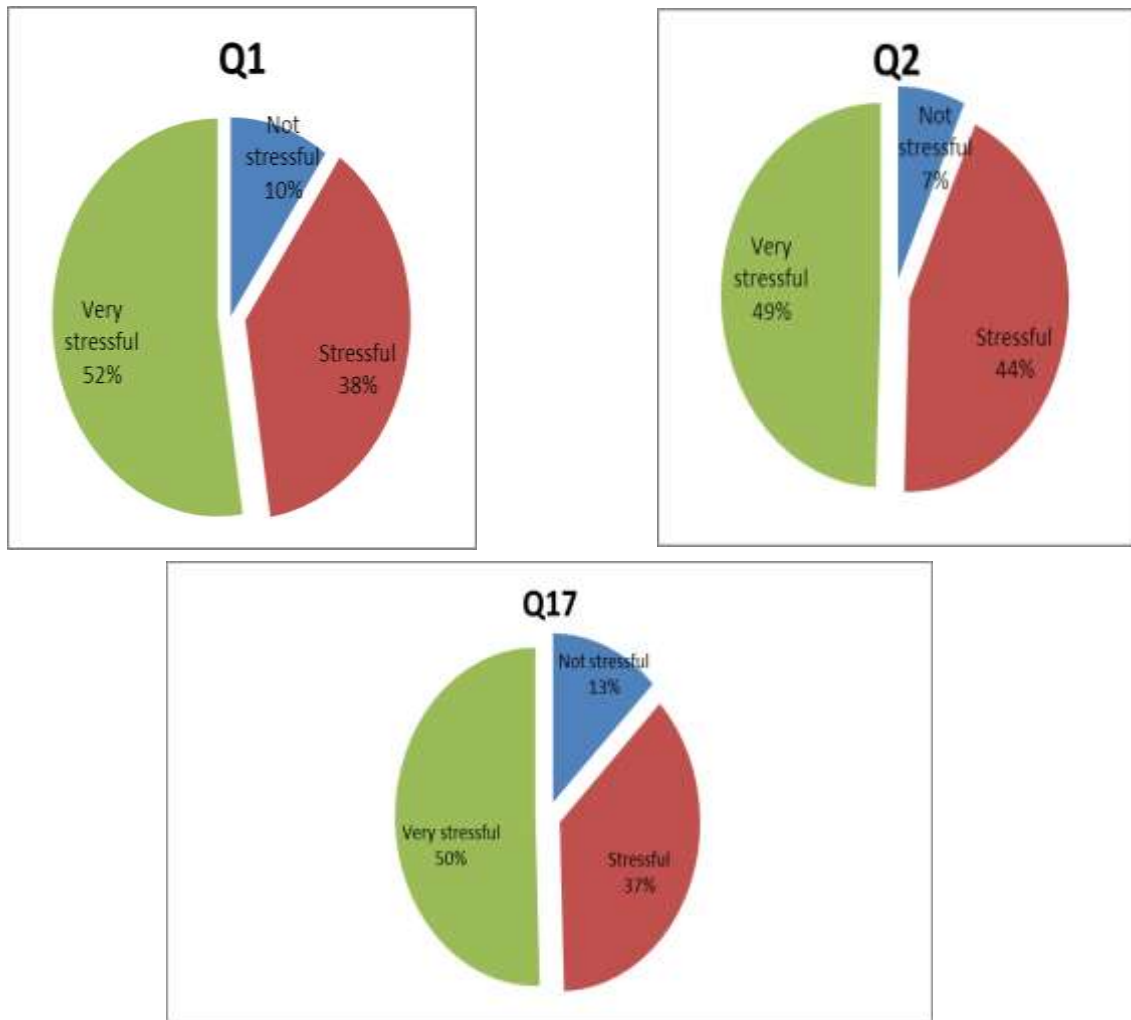 Q1
Not
stressful
10%
Very
stressful
52%
Stressful
38%
Q2
Not
stressful
7%
Very
stressful
49%
Stressful
44%
Q17
Not stressful
13%
Very stressful
50%
Stressful
37%